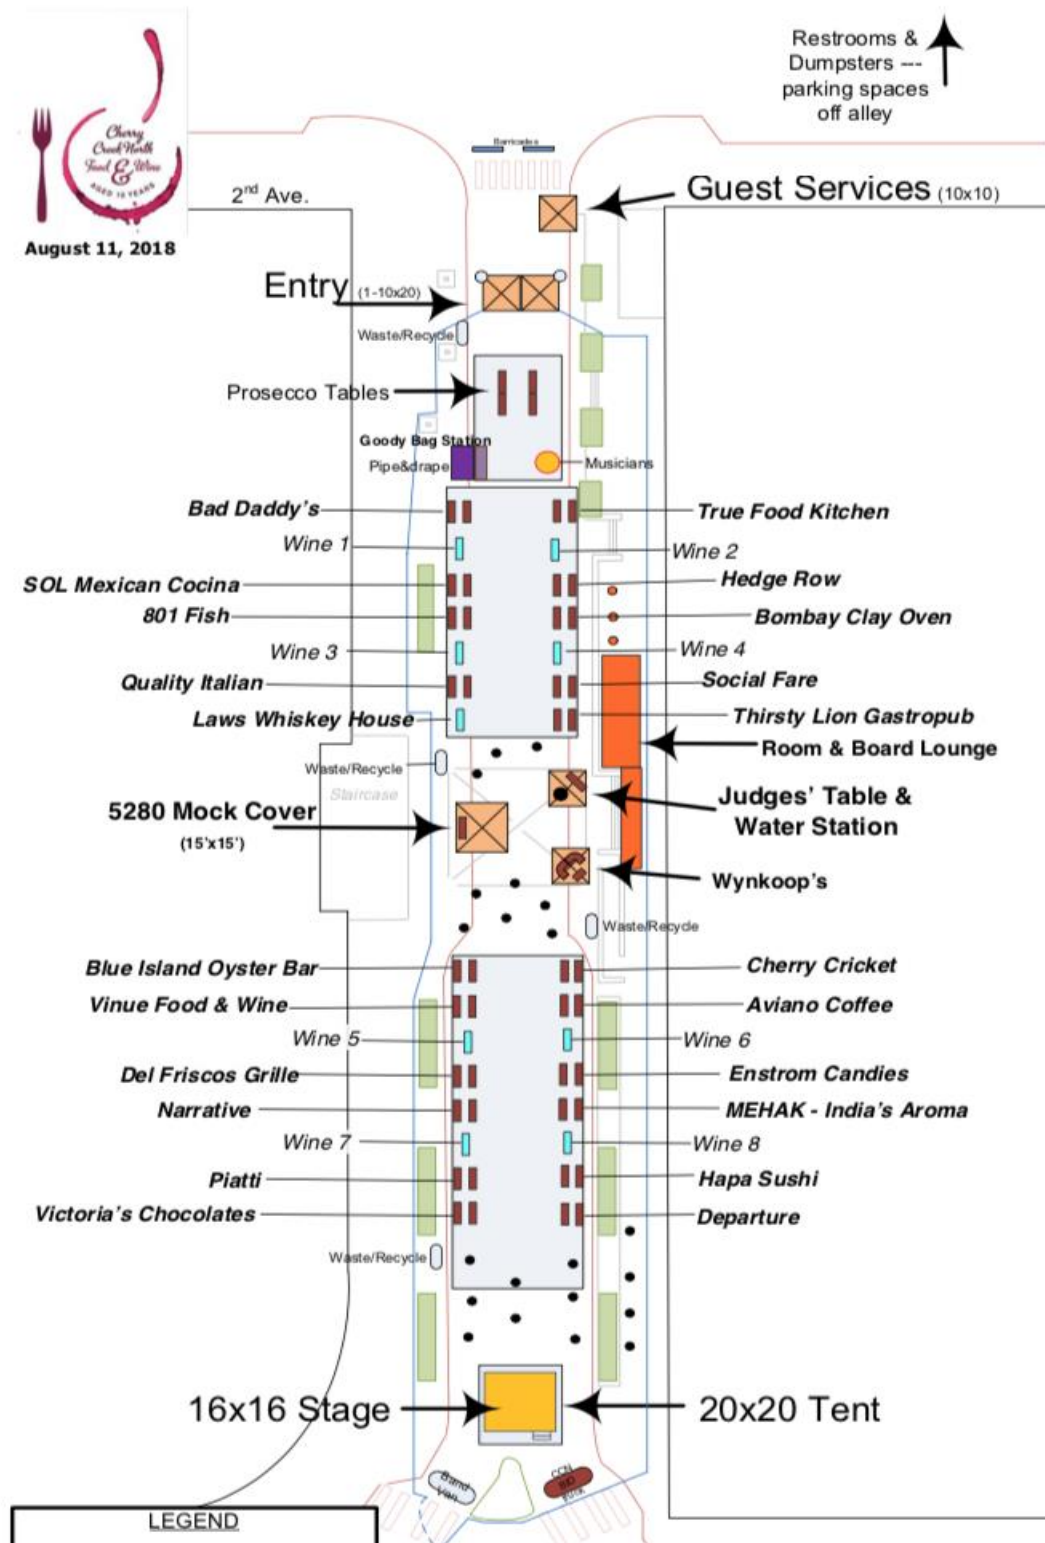 Cherry
Creek North
Food & Wine
AGED 10 YEARS
August 11, 2018
Restrooms &
Dumpsters ---
parking spaces
off alley
Barricades
2nd Ave.
Guest Services (10x10)
Entry (1-10x20)
Waste/Recycle
Prosecco Tables
Goody Bag Station
Pipe&drape
Musicians
Bad Daddy's
True Food Kitchen
Wine 1
Wine 2
SOL Mexican Cocina
Hedge Row
801 Fish
Bombay Clay Oven
Wine 3
Wine 4
Quality Italian
Social Fare
Laws Whiskey House
Thirsty Lion Gastropub
Room & Board Lounge
Waste/Recycle
Staircase
5280 Mock Cover
(15'x15')
Judges' Table &
Water Station
Wynkoop's
Waste/Recycle
Blue Island Oyster Bar
Cherry Cricket
Vinue Food & Wine
Aviano Coffee
Wine 5
Wine 6
Del Friscos Grille
Enstrom Candies
Narrative
MEHAK - India's Aroma
Wine 7
Wine 8
Piatti
Hapa Sushi
Victoria's Chocolates
Departure
Waste/Recycle
16x16 Stage
20x20 Tent
Band
Van
CCN
BID
LEGEND